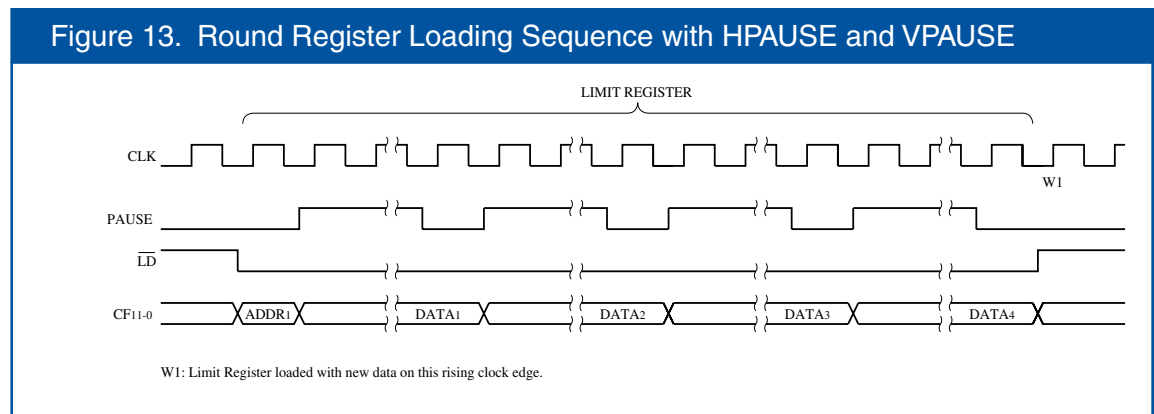 Figure 13. Round Register Loading Sequence with HPAUSE and VPAUSE
LIMIT REGISTER
CLK
W1
PAUSE
LD
CF11-0 ADDR1 DATA1 DATA2 DATA3 DATA4
W1: Limit Register loaded with new data on this rising clock edge.